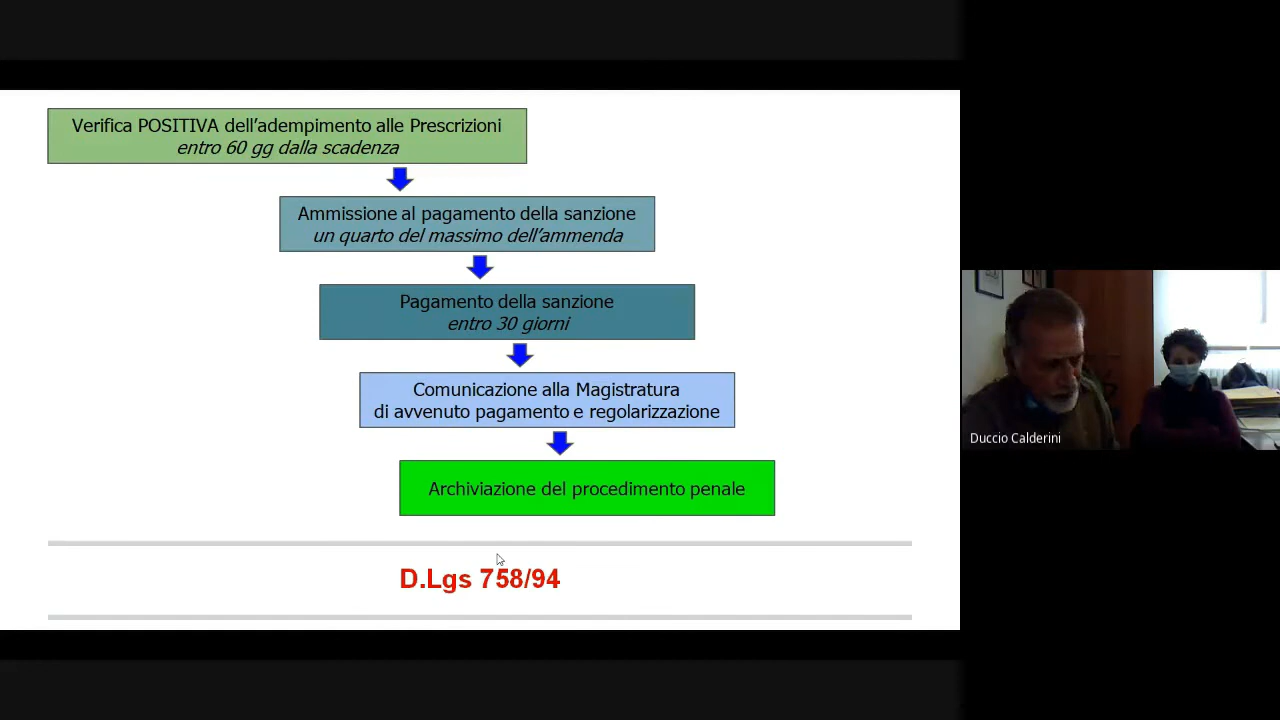 Verifica POSITIVA dell'adempimento alle Prescrizioni
entro 60 gg dalla scadenza
Ammissione al pagamento della sanzione
un quarto del massimo dell'ammenda
Pagamento della sanzione
entro 30 giorni
Comunicazione alla Magistratura
di avvenuto pagamento e regolarizzazione
Archiviazione del procedimento penale
D.Lgs 758/94
Duccio Calderini